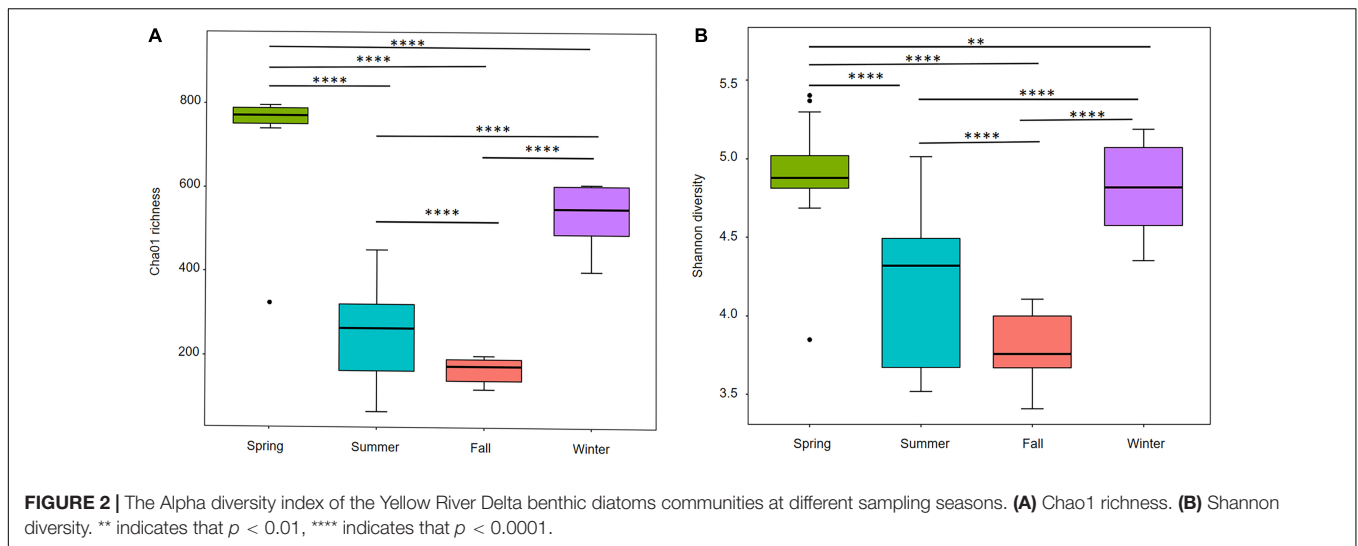 A
****
****
****
****
****
****
Cha01 richness
800
600
400
200
Spring Summer Fall Winter
B
**
****
****
****
****
****
Shannon diversity
5.5
5.0
4.5
4.0
3.5
Spring Summer Fall Winter
FIGURE 2 | The Alpha diversity index of the Yellow River Delta benthic diatoms communities at different sampling seasons. (A) Chao1 richness. (B) Shannon
diversity. ** indicates that p < 0.01, **** indicates that p < 0.0001.